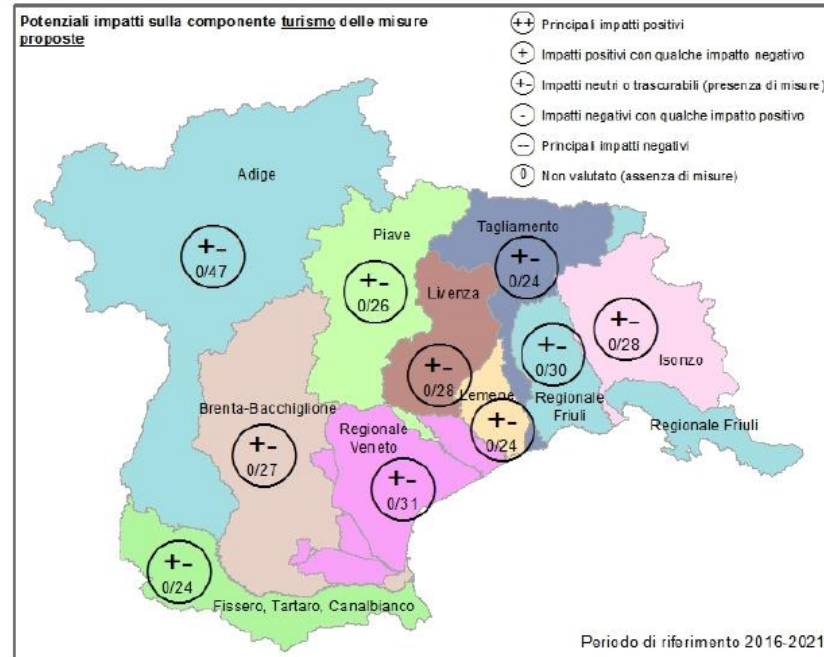 Potenziali impatti sulla componente turismo delle misure
proposte
++ Principali impatti positivi
+ Impatti positivi con qualche impatto negativo
+- Impatti neutri o trascurabili (presenza di misure)
- Impatti negativi con qualche impatto positivo
-- Principali impatti negativi
0 Non valutato (assenza di misure)
Adige
+-
0/47
Piave
+-
0/26
Tagliamento
+-
0/24
Livenza
+-
0/28
Lemene
+-
0/24
+-
0/30
Regionale
Friuli
+-
0/28
Isonzo
Regionale Friuli
Brenta-Bacchiglione
+-
0/27
Regionale
Veneto
+-
0/31
+-
0/24
Fissero, Tartaro, Canalbianco
Periodo di riferimento 2016-2021